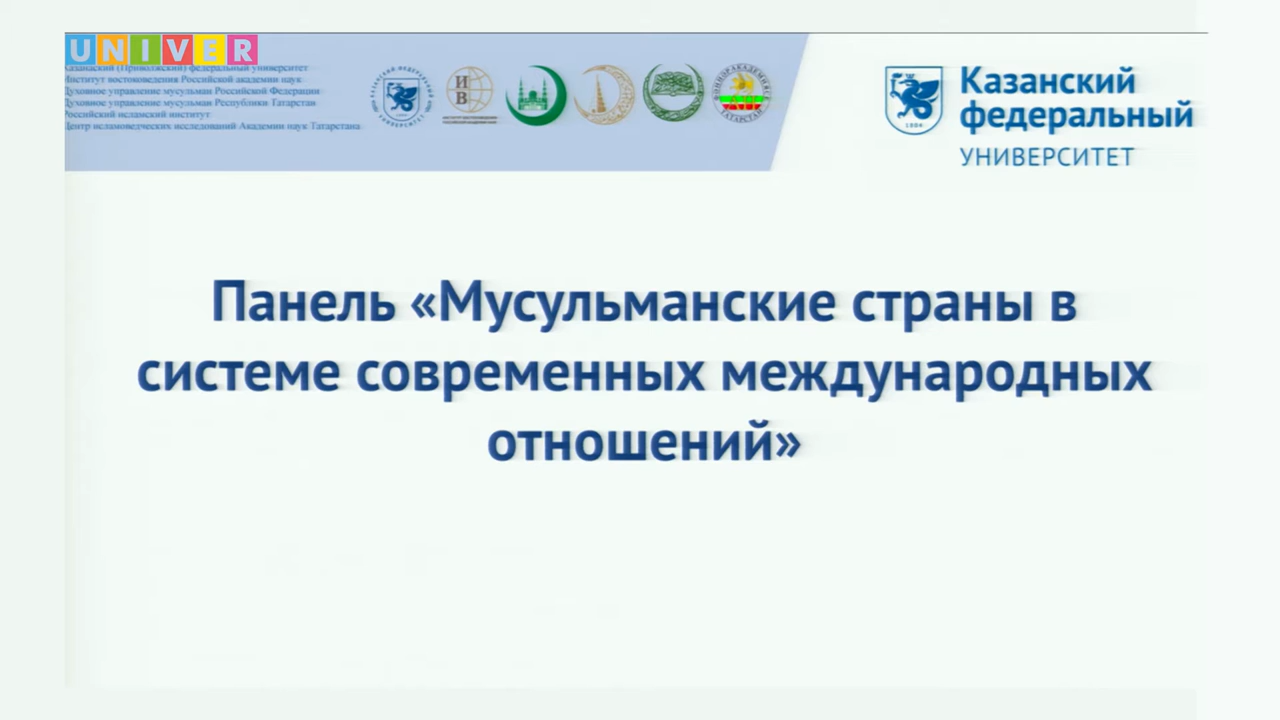 UNIVER
Казанский (Приволжский) федеральный университет
Институт востоковедения Российской академии наук
Духовное управление мусульман Российской Федерации
Духовное управление мусульман Республики Татарстан
Российский исламский институт
Центр исламоведческих исследований Академии наук Татарстана
ИВ
1804
Казанский
федеральный
УНИВЕРСИТЕТ
Панель «Мусульманские страны в
системе современных международных
отношений»